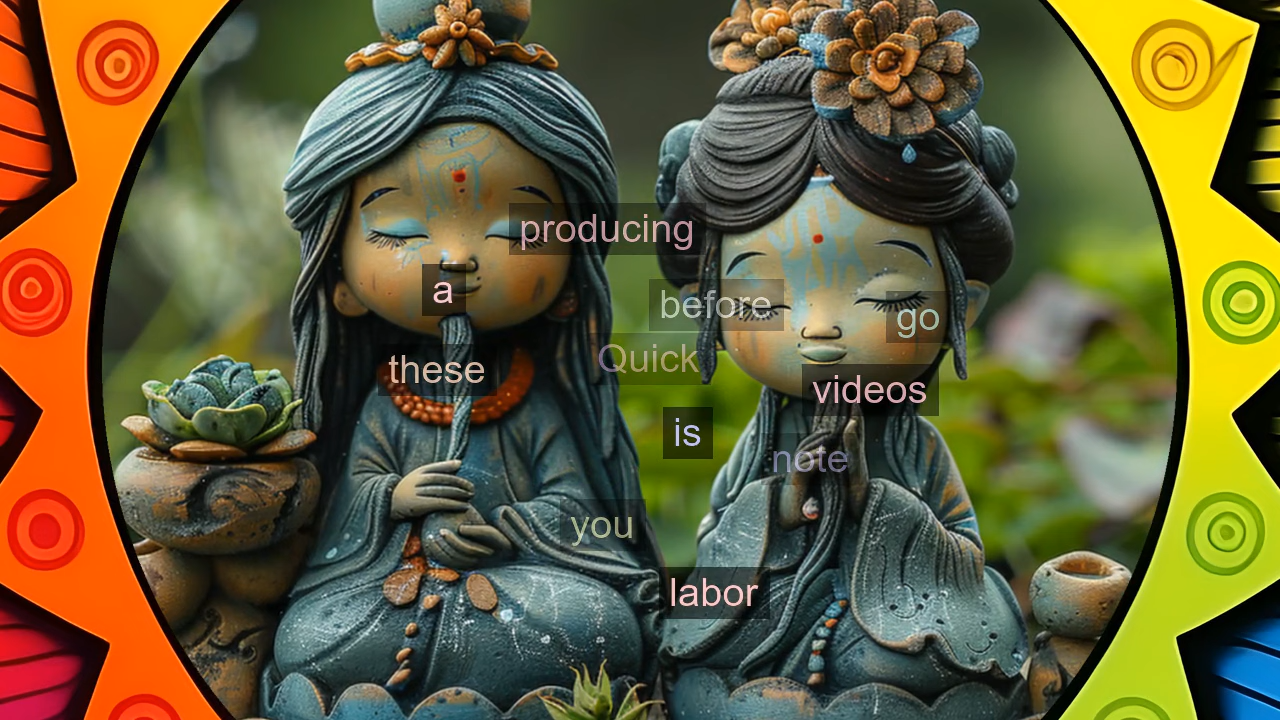 producing
a
before
go
Quick
these
videos
is
note
you
labor